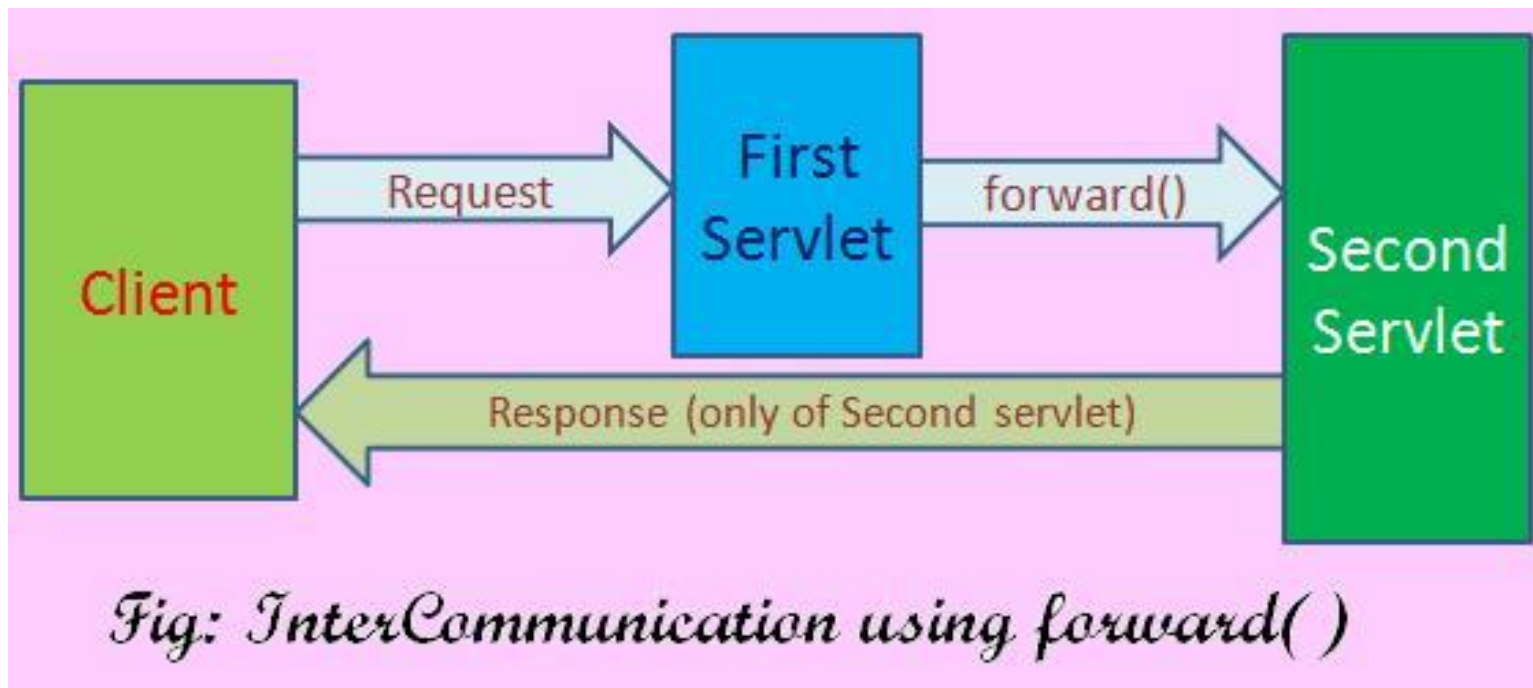 Client
Request
First
Servlet
forward()
Second
Servlet
Response (only of Second servlet)
Fig: InterCommunication using forward( )